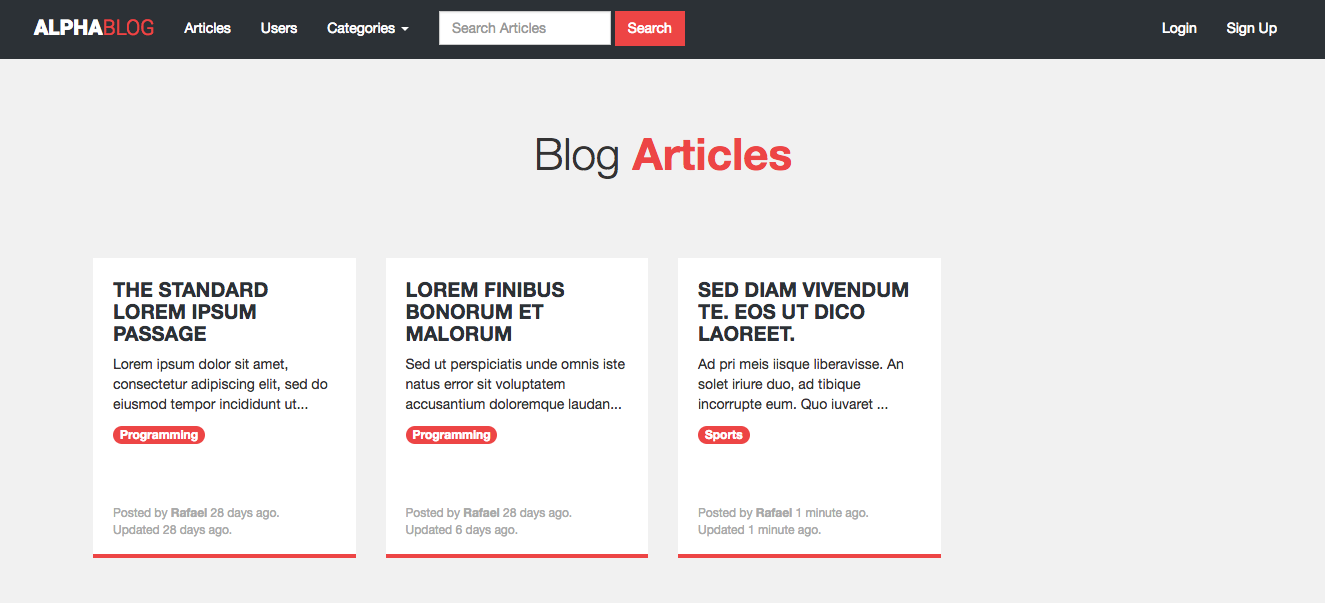 ALPHABLOG Articles Users Categories Search Articles Search Login Sign Up
Blog Articles
THE STANDARD
LOREM IPSUM
PASSAGE
Lorem ipsum dolor sit amet,
consectetur adipiscing elit, sed do
eiusmod tempor incididunt ut...
Programming
Posted by Rafael 28 days ago.
Updated 28 days ago.
LOREM FINIBUS
BONORUM ET
MALORUM
Sed ut perspiciatis unde omnis iste
natus error sit voluptatem
accusantium doloremque laudan...
Programming
Posted by Rafael 28 days ago.
Updated 6 days ago.
SED DIAM VIVENDUM
TE. EOS UT DICO
LAOREET.
Ad pri meis iisque liberavisse. An
solet iriure duo, ad tibique
incorrupte eum. Quo iuvaret ...
Sports
Posted by Rafael 1 minute ago.
Updated 1 minute ago.